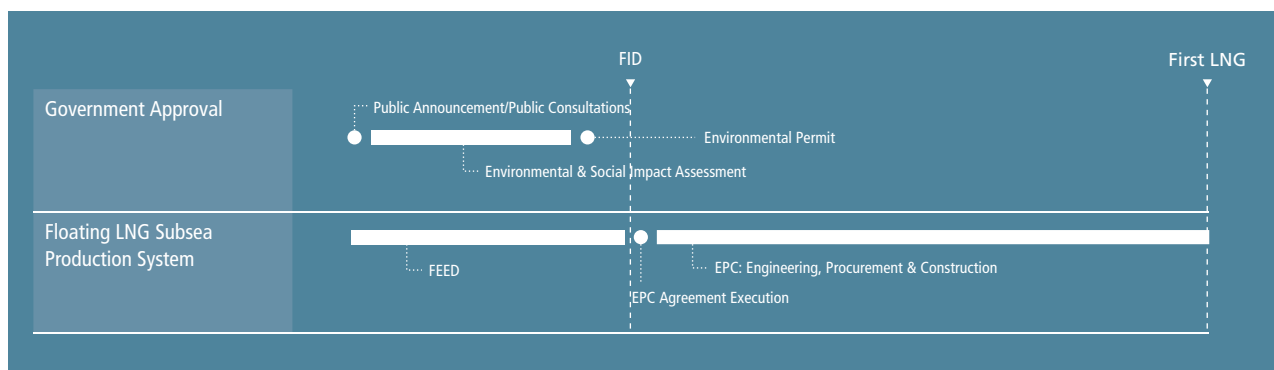 FID
First LNG
Government Approval
Public Announcement/Public Consultations
Environmental Permit
Environmental & Social Impact Assessment
Floating LNG Subsea
Production System
FEED
EPC: Engineering, Procurement & Construction
EPC Agreement Execution